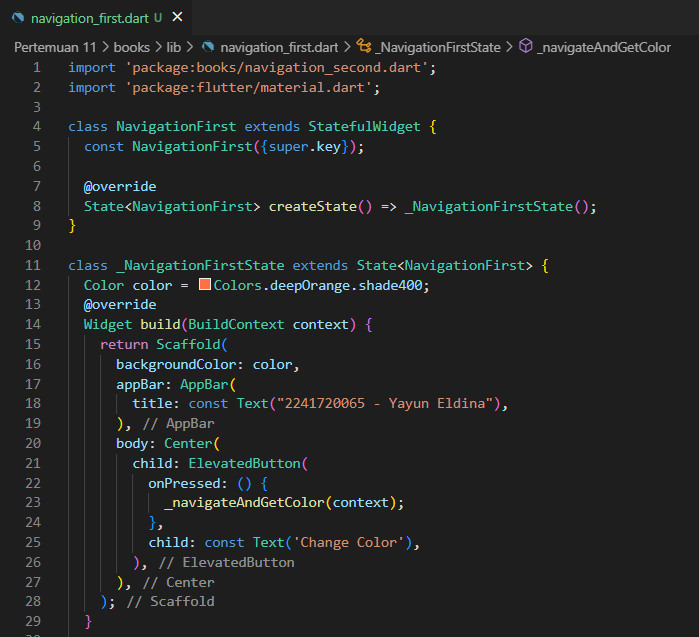 navigation_first.dart U ×
Pertemuan 11 > books > lib > navigation_first.dart > _NavigationFirstState > _navigateAndGetColor
1 import 'package:books/navigation_second.dart';
2 import 'package:flutter/material.dart';
3
4 class NavigationFirst extends StatefulWidget {
5   const NavigationFirst({super.key});
6
7   @override
8   State<NavigationFirst> createState() => _NavigationFirstState();
9 }
10
11 class _NavigationFirstState extends State<NavigationFirst> {
12   Color color = Colors.deepOrange.shade400;
13   @override
14   Widget build(BuildContext context) {
15     return Scaffold(
16       backgroundColor: color,
17       appBar: AppBar(
18         title: const Text("2241720065 - Yayun Eldina"),
19       ), // AppBar
20       body: Center(
21         child: ElevatedButton(
22           onPressed: () {
23             _navigateAndGetColor(context);
24           },
25           child: const Text('Change Color'),
26         ), // ElevatedButton
27       ), // Center
28     ); // Scaffold
29   }